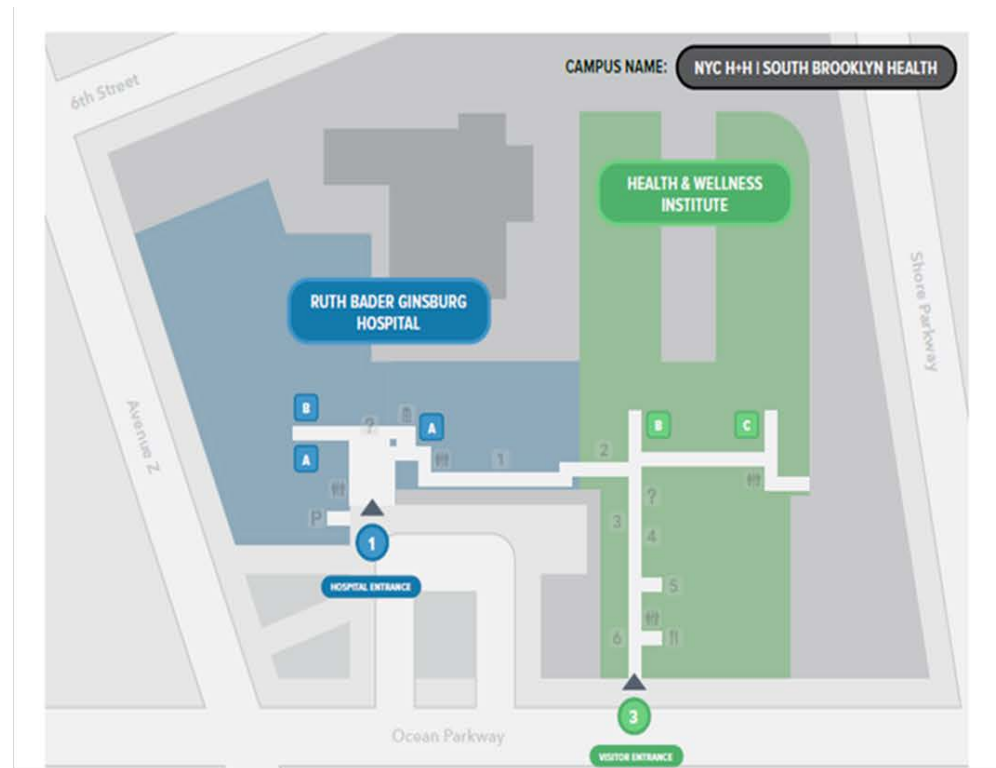 CAMPUS NAME: NYC H+H | SOUTH BROOKLYN HEALTH
6th Street
HEALTH & WELLNESS
INSTITUTE
RUTH BADER GINSBURG
HOSPITAL
Shore Parkway
Avenue Z
B
?
A
B
C
A
1
2
P
?
3
4
1
5
HOSPITAL ENTRANCE
6
3
Ocean Parkway
VISITOR ENTRANCE